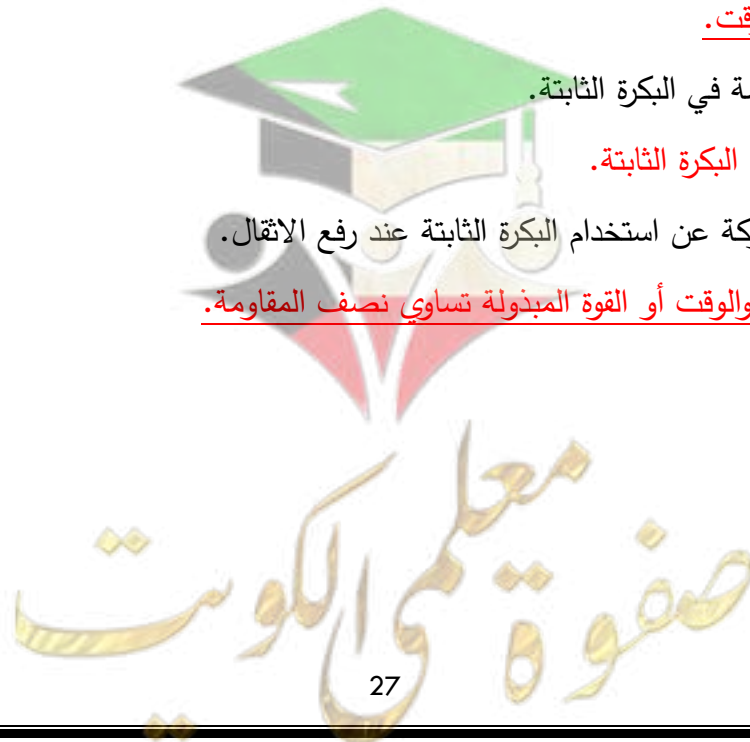 قت.
ة في البكرة الثابتة.
البكرة الثابتة.
كة عن استخدام البكرة الثابتة عند رفع الاثقال.
والوقت أو القوة المبذولة تساوي نصف المقاومة.
صفوة معلمي الكويت
27